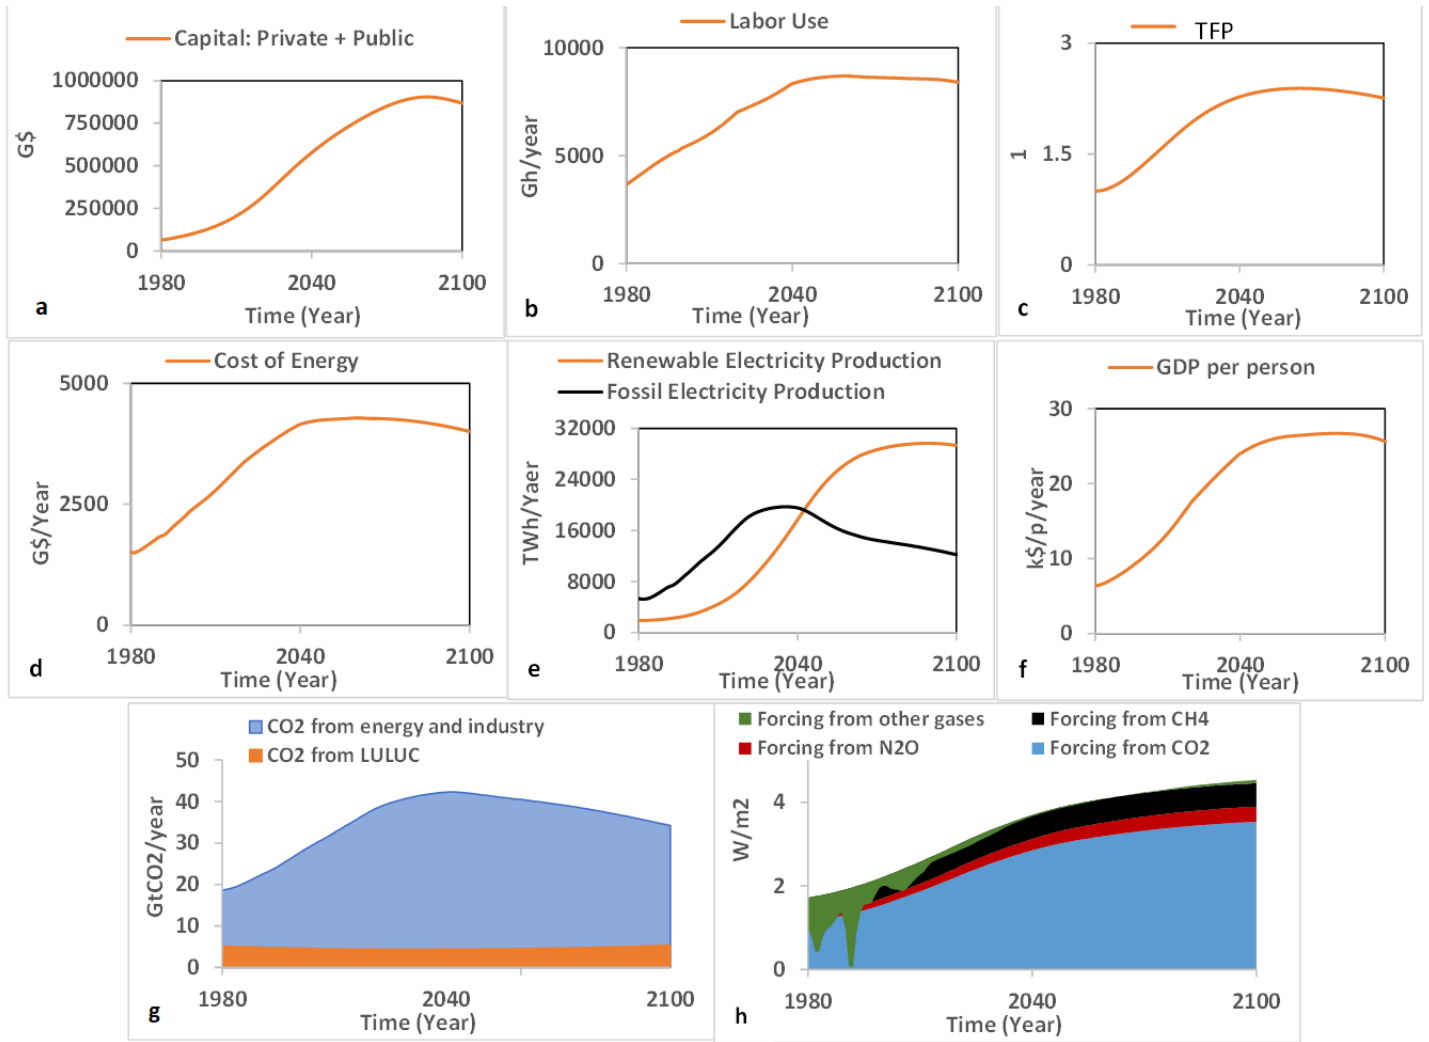 Capital: Private + Public
1000000
750000
500000
250000
0
G$
1980 2040 2100
Time (Year)
a
Labor Use
10000
5000
0
Gh/year
1980 2040 2100
Time (Year)
b
TFP
3
1.5
0
1
1980 2040 2100
Time (Year)
c
Cost of Energy
5000
2500
0
G$/Year
1980 2040 2100
Time (Year)
d
Renewable Electricity Production
Fossil Electricity Production
32000
24000
16000
8000
0
TWh/Yaer
1980 2040 2100
Time (Year)
e
GDP per person
30
20
10
0
k$/p/year
1980 2040 2100
Time (Year)
f
CO2 from energy and industry
CO2 from LULUC
50
40
30
20
10
0
GtCO2/year
1980 2040 2100
Time (Year)
g
Forcing from other gases Forcing from CH4
Forcing from N2O Forcing from CO2
4
2
0
W/m2
1980 2040 2100
Time (Year)
h